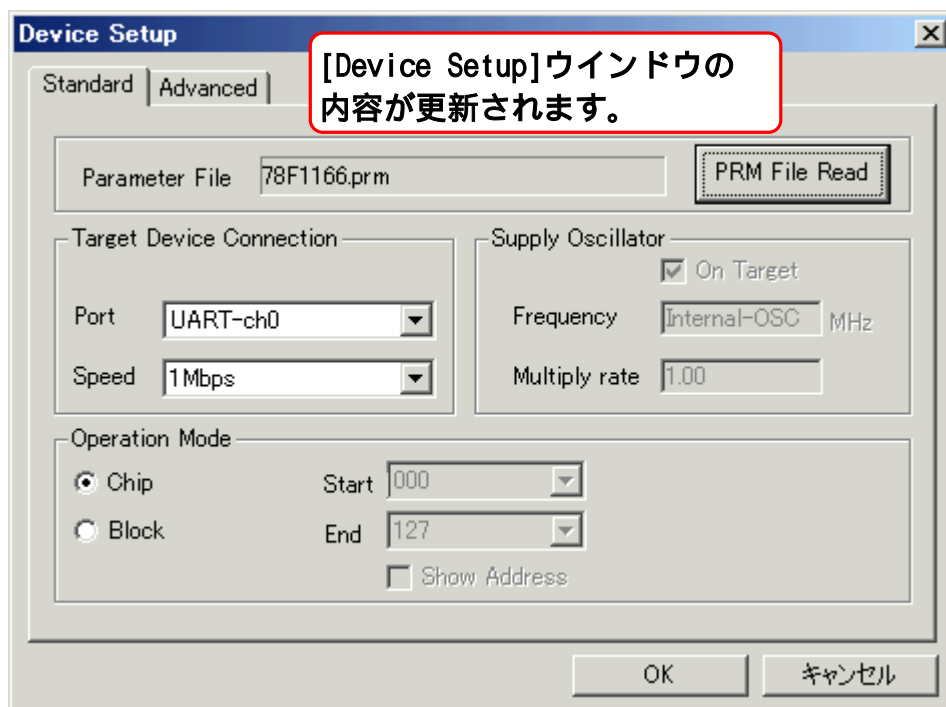 Device Setup
[Device Setup]ウインドウの
内容が更新されます。
Standard
Advanced
Parameter File
78F1166.prm
PRM File Read
Target Device Connection
Port
UART-ch0
Speed
1Mbps
Supply Oscillator
On Target
Frequency
Internal-OSC
MHz
Multiply rate
1.00
Operation Mode
Chip
Start
000
Block
End
127
Show Address
OK
キャンセル